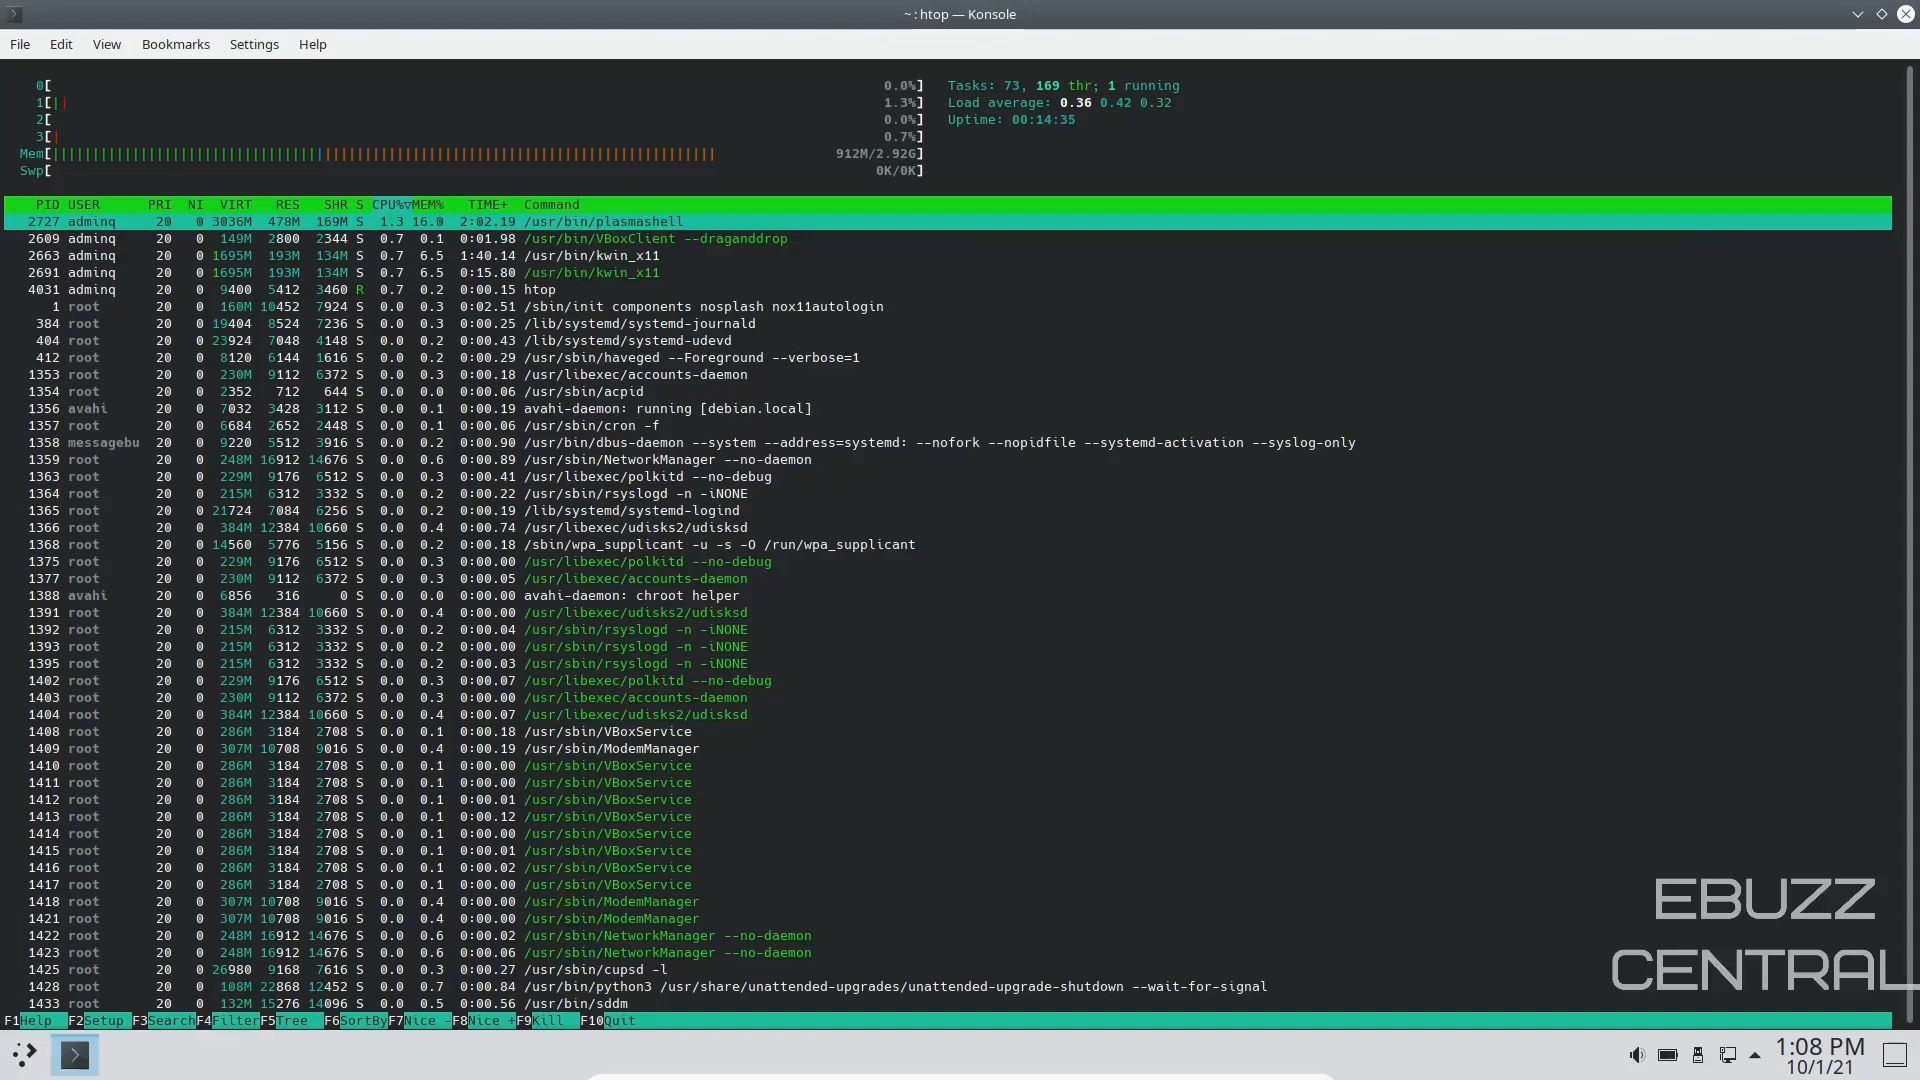 ~ : htop — Konsole
File Edit View Bookmarks Settings Help
0[ 0.0%] Tasks: 73, 169 thr; 1 running
1[|| 1.3%] Load average: 0.36 0.42 0.32
2[ 0.0%] Uptime: 00:14:35
3[| 0.7%]
Mem[ 912M/2.92G]
Swp[ 0K/0K]
PID USER PRI NI VIRT RES SHR S CPU%▽MEM% TIME+ Command
2727 adminq 20 0 3036M 478M 169M S 1.3 16.0 2:02.19 /usr/bin/plasmashell
2609 adminq 20 0 149M 2800 2344 S 0.7 0.1 0:01.98 /usr/bin/VBoxClient --draganddrop
2663 adminq 20 0 1695M 193M 134M S 0.7 6.5 1:40.14 /usr/bin/kwin_x11
2691 adminq 20 0 1695M 193M 134M S 0.7 6.5 0:15.80 /usr/bin/kwin_x11
4031 adminq 20 0 9400 5412 3460 R 0.7 0.2 0:00.15 htop
1 root 20 0 160M 10452 7924 S 0.0 0.3 0:02.51 /sbin/init components nosplash nox11autologin
384 root 20 0 19404 8524 7236 S 0.0 0.3 0:00.25 /lib/systemd/systemd-journald
404 root 20 0 23924 7048 4148 S 0.0 0.2 0:00.43 /lib/systemd/systemd-udevd
412 root 20 0 8120 6144 1616 S 0.0 0.2 0:00.29 /usr/sbin/haveged --Foreground --verbose=1
1353 root 20 0 230M 9112 6372 S 0.0 0.3 0:00.18 /usr/libexec/accounts-daemon
1354 root 20 0 2352 712 644 S 0.0 0.0 0:00.06 /usr/sbin/acpid
1356 avahi 20 0 7032 3428 3112 S 0.0 0.1 0:00.19 avahi-daemon: running [debian.local]
1357 root 20 0 6684 2652 2448 S 0.0 0.1 0:00.06 /usr/sbin/cron -f
1358 messagebu 20 0 9220 5512 3916 S 0.0 0.2 0:00.90 /usr/bin/dbus-daemon --system --address=systemd: --nofork --nopidfile --systemd-activation --syslog-only
1359 root 20 0 248M 16912 14676 S 0.0 0.6 0:00.89 /usr/sbin/NetworkManager --no-daemon
1363 root 20 0 229M 9176 6512 S 0.0 0.3 0:00.41 /usr/libexec/polkitd --no-debug
1364 root 20 0 215M 6312 3332 S 0.0 0.2 0:00.22 /usr/sbin/rsyslogd -n -iNONE
1365 root 20 0 21724 7084 6256 S 0.0 0.2 0:00.19 /lib/systemd/systemd-logind
1366 root 20 0 384M 12384 10660 S 0.0 0.4 0:00.74 /usr/libexec/udisks2/udisksd
1368 root 20 0 14560 5776 5156 S 0.0 0.2 0:00.18 /sbin/wpa_supplicant -u -s -O /run/wpa_supplicant
1375 root 20 0 229M 9176 6512 S 0.0 0.3 0:00.00 /usr/libexec/polkitd --no-debug
1377 root 20 0 230M 9112 6372 S 0.0 0.3 0:00.05 /usr/libexec/accounts-daemon
1388 avahi 20 0 6856 316 0 S 0.0 0.0 0:00.00 avahi-daemon: chroot helper
1391 root 20 0 384M 12384 10660 S 0.0 0.4 0:00.00 /usr/libexec/udisks2/udisksd
1392 root 20 0 215M 6312 3332 S 0.0 0.2 0:00.04 /usr/sbin/rsyslogd -n -iNONE
1393 root 20 0 215M 6312 3332 S 0.0 0.2 0:00.00 /usr/sbin/rsyslogd -n -iNONE
1395 root 20 0 215M 6312 3332 S 0.0 0.2 0:00.03 /usr/sbin/rsyslogd -n -iNONE
1402 root 20 0 229M 9176 6512 S 0.0 0.3 0:00.07 /usr/libexec/polkitd --no-debug
1403 root 20 0 230M 9112 6372 S 0.0 0.3 0:00.00 /usr/libexec/accounts-daemon
1404 root 20 0 384M 12384 10660 S 0.0 0.4 0:00.07 /usr/libexec/udisks2/udisksd
1408 root 20 0 286M 3184 2708 S 0.0 0.1 0:00.18 /usr/sbin/VBoxService
1409 root 20 0 307M 10708 9016 S 0.0 0.4 0:00.19 /usr/sbin/ModemManager
1410 root 20 0 286M 3184 2708 S 0.0 0.1 0:00.00 /usr/sbin/VBoxService
1411 root 20 0 286M 3184 2708 S 0.0 0.1 0:00.00 /usr/sbin/VBoxService
1412 root 20 0 286M 3184 2708 S 0.0 0.1 0:00.01 /usr/sbin/VBoxService
1413 root 20 0 286M 3184 2708 S 0.0 0.1 0:00.12 /usr/sbin/VBoxService
1414 root 20 0 286M 3184 2708 S 0.0 0.1 0:00.00 /usr/sbin/VBoxService
1415 root 20 0 286M 3184 2708 S 0.0 0.1 0:00.01 /usr/sbin/VBoxService
1416 root 20 0 286M 3184 2708 S 0.0 0.1 0:00.02 /usr/sbin/VBoxService
1417 root 20 0 286M 3184 2708 S 0.0 0.1 0:00.00 /usr/sbin/VBoxService
1418 root 20 0 307M 10708 9016 S 0.0 0.4 0:00.00 /usr/sbin/ModemManager
1421 root 20 0 307M 10708 9016 S 0.0 0.4 0:00.00 /usr/sbin/ModemManager
1422 root 20 0 248M 16912 14676 S 0.0 0.6 0:00.02 /usr/sbin/NetworkManager --no-daemon
1423 root 20 0 248M 16912 14676 S 0.0 0.6 0:00.06 /usr/sbin/NetworkManager --no-daemon
1425 root 20 0 26980 9168 7616 S 0.0 0.3 0:00.27 /usr/sbin/cupsd -l
1428 root 20 0 108M 22868 12452 S 0.0 0.7 0:00.84 /usr/bin/python3 /usr/share/unattended-upgrades/unattended-upgrade-shutdown --wait-for-signal
1433 root 20 0 132M 15276 14096 S 0.0 0.5 0:00.56 /usr/bin/sddm
F1Help F2Setup F3SearchF4FilterF5Tree F6SortByF7Nice -F8Nice +F9Kill F10Quit
EBUZZ
CENTRAL
1:08 PM
10/1/21